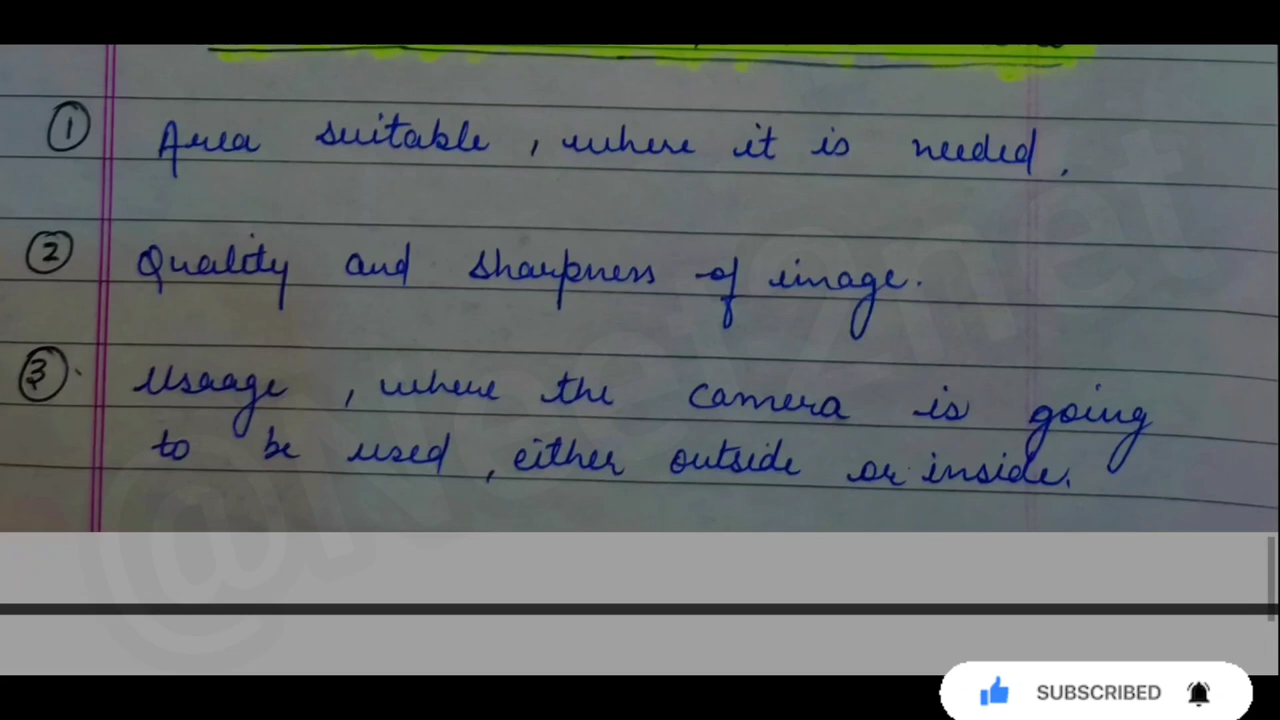 ① Area suitable, where it is needed.
② Quality and sharpness of image.
③. Usaage, where the camera is going
to be used, either outside or inside.
SUBSCRIBED